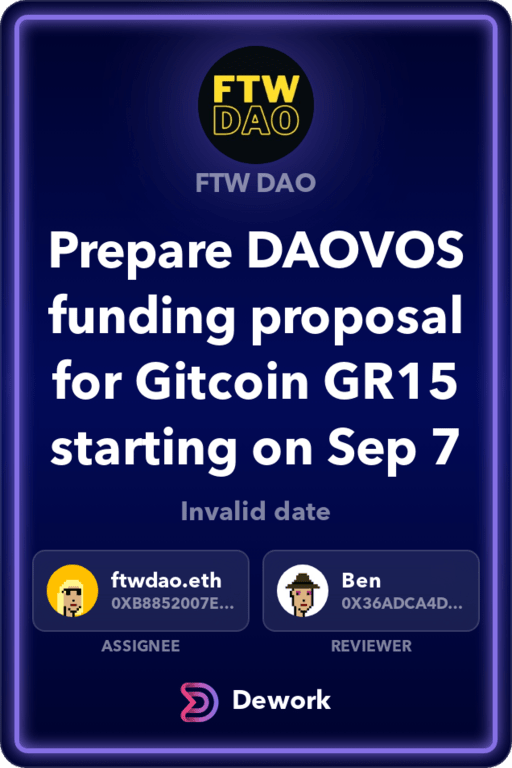 FTW
DAO
FTW DAO
Prepare DAOVOS
funding proposal
for Gitcoin GR15
starting on Sep 7
Invalid date
ftwdao.eth
0XB8852007E...
ASSIGNEE
Ben
0X36ADCA4D...
REVIEWER
Dework